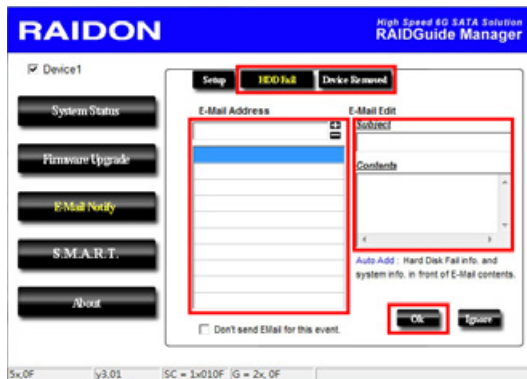 RAIDON
High Speed 6G SATA Solution
RAIDGuide Manager
Device1
Setup
HDD Fail
Device Removed
System Status
Firmware Upgrade
E-Mail Notify
S.M.A.R.T.
About
E-Mail Address
E-Mail Edit
Subject
Contents
Auto Add : Hard Disk Fail info. and
system info. in front of E-Mail contents.
Don't send EMail for this event.
Ok
Ignore
5x,0F
y3,01
SC = 1x010F
G = 2x, 0F